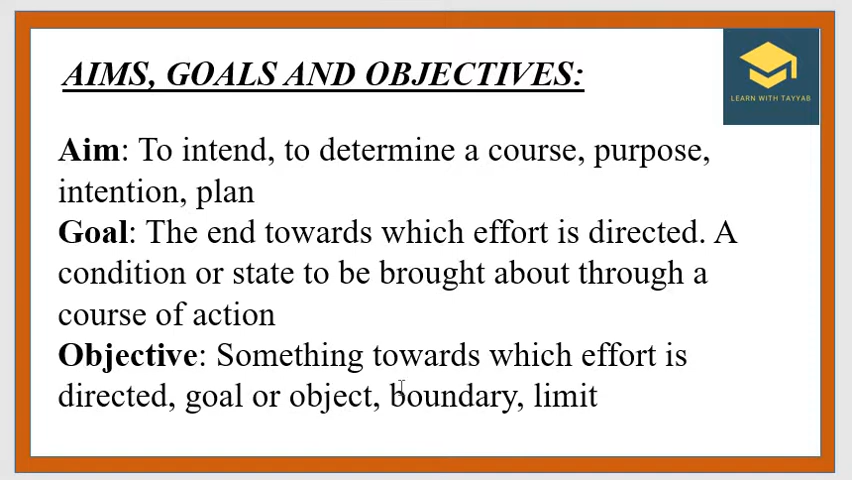 AIMS, GOALS AND OBJECTIVES:
LEARN WITH TAYYAB
Aim: To intend, to determine a course, purpose,
intention, plan
Goal: The end towards which effort is directed. A
condition or state to be brought about through a
course of action
Objective: Something towards which effort is
directed, goal or object, boundary, limit